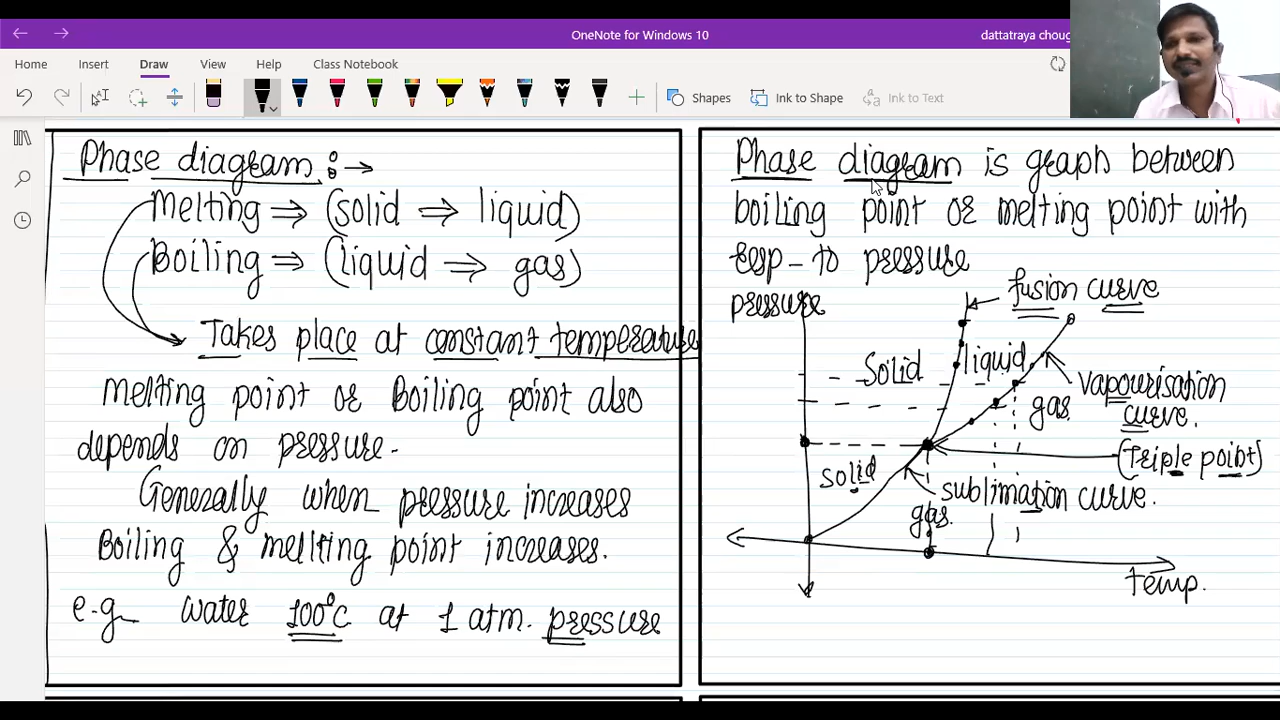 OneNote for Windows 10
dattatraya choug
Home Insert Draw View Help Class Notebook
Shapes Ink to Shape Ink to Text
Phase diagram :→
Melting ⇒ (solid ⇒ liquid)
Boiling ⇒ (liquid ⇒ gas)
Takes place at constant temperature
Melting point or Boiling point also
depends on pressure.
Generally when pressure increases
Boiling & melting point increases.
e.g. water 100°C at 1 atm. pressure
Phase diagram is graph between
boiling point or melting point with
resp- to pressure
pressure
fusion curve
Solid
liquid
vapourisation
curve.
gas
(Triple point)
solid
sublimation curve.
gas.
Temp.